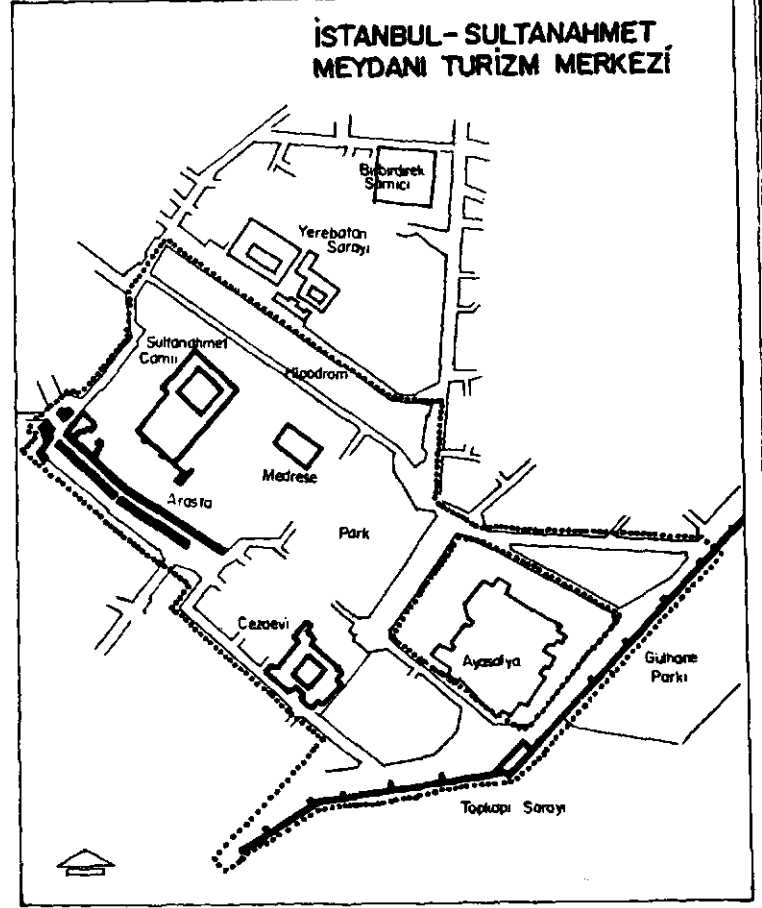 İSTANBUL-SULTANAHMET
MEYDANI TURİZM MERKEZİ
Binbirdirek
Sarnıcı
Yerebatan
Sarayı
Sultanahmet
Camii
Hipodrom
Medrese
Arasta
Park
Cezaevi
Ayasofya
Gülhane
Parkı
Topkapı Sarayı